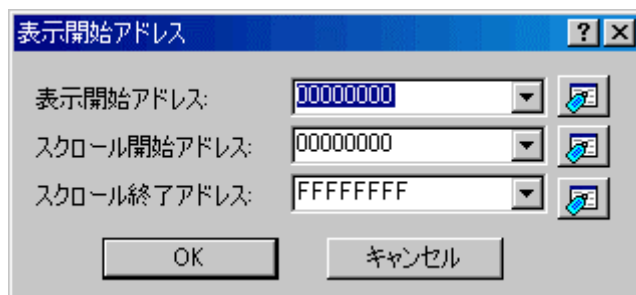 表示開始アドレス
表示開始アドレス: 00000000
スクロール開始アドレス: 00000000
スクロール終了アドレス: FFFFFFFF
OK キャンセル